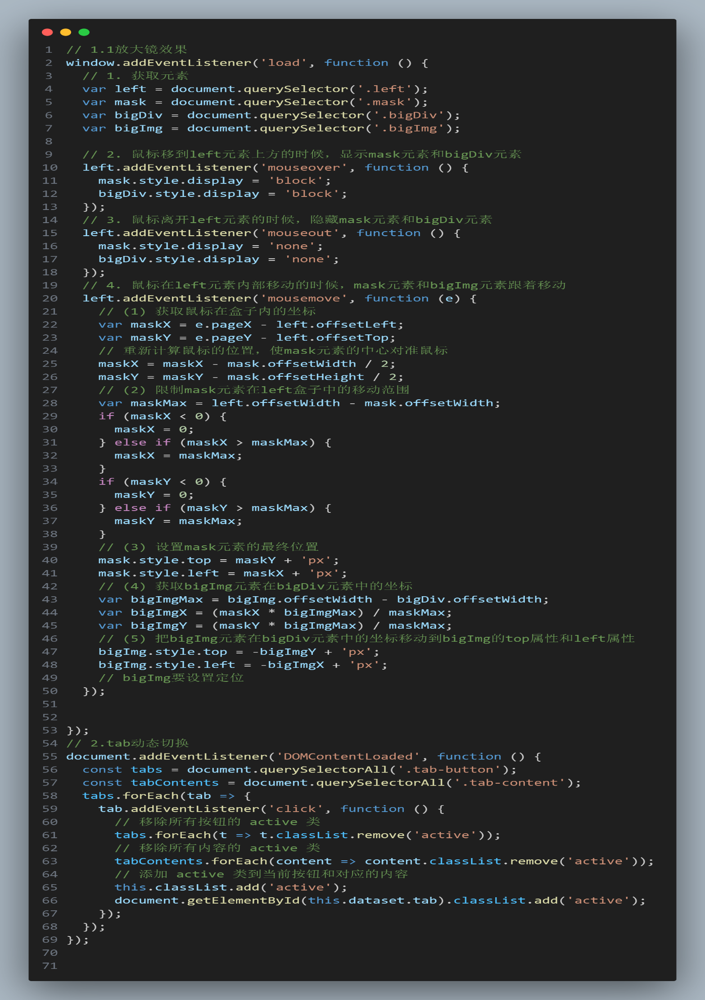 1 // 1.1放大镜效果
2 window.addEventListener('load', function () {
3   // 1. 获取元素
4   var left = document.querySelector('.left');
5   var mask = document.querySelector('.mask');
6   var bigDiv = document.querySelector('.bigDiv');
7   var bigImg = document.querySelector('.bigImg');
8
9   // 2. 鼠标移到left元素上方的时候，显示mask元素和bigDiv元素
10   left.addEventListener('mouseover', function () {
11     mask.style.display = 'block';
12     bigDiv.style.display = 'block';
13   });
14   // 3. 鼠标离开left元素的时候，隐藏mask元素和bigDiv元素
15   left.addEventListener('mouseout', function () {
16     mask.style.display = 'none';
17     bigDiv.style.display = 'none';
18   });
19   // 4. 鼠标在left元素内部移动的时候，mask元素和bigImg元素跟着移动
20   left.addEventListener('mousemove', function (e) {
21     // (1) 获取鼠标在盒子内的坐标
22     var maskX = e.pageX - left.offsetLeft;
23     var maskY = e.pageY - left.offsetTop;
24     // 重新计算鼠标的位置，使mask元素的中心对准鼠标
25     maskX = maskX - mask.offsetWidth / 2;
26     maskY = maskY - mask.offsetHeight / 2;
27     // (2) 限制mask元素在left盒子中的移动范围
28     var maskMax = left.offsetWidth - mask.offsetWidth;
29     if (maskX < 0) {
30       maskX = 0;
31     } else if (maskX > maskMax) {
32       maskX = maskMax;
33     }
34     if (maskY < 0) {
35       maskY = 0;
36     } else if (maskY > maskMax) {
37       maskY = maskMax;
38     }
39     // (3) 设置mask元素的最终位置
40     mask.style.top = maskY + 'px';
41     mask.style.left = maskX + 'px';
42     // (4) 获取bigImg元素在bigDiv元素中的坐标
43     var bigImgMax = bigImg.offsetWidth - bigDiv.offsetWidth;
44     var bigImgX = (maskX * bigImgMax) / maskMax;
45     var bigImgY = (maskY * bigImgMax) / maskMax;
46     // (5) 把bigImg元素在bigDiv元素中的坐标移动到bigImg的top属性和left属性
47     bigImg.style.top = -bigImgY + 'px';
48     bigImg.style.left = -bigImgX + 'px';
49     // bigImg要设置定位
50   });
51
52
53 });
54 // 2.tab动态切换
55 document.addEventListener('DOMContentLoaded', function () {
56   const tabs = document.querySelectorAll('.tab-button');
57   const tabContents = document.querySelectorAll('.tab-content');
58   tabs.forEach(tab => {
59     tab.addEventListener('click', function () {
60       // 移除所有按钮的 active 类
61       tabs.forEach(t => t.classList.remove('active'));
62       // 移除所有内容的 active 类
63       tabContents.forEach(content => content.classList.remove('active'));
64       // 添加 active 类到当前按钮和对应的内容
65       this.classList.add('active');
66       document.getElementById(this.dataset.tab).classList.add('active');
67     });
68   });
69 });
70
71